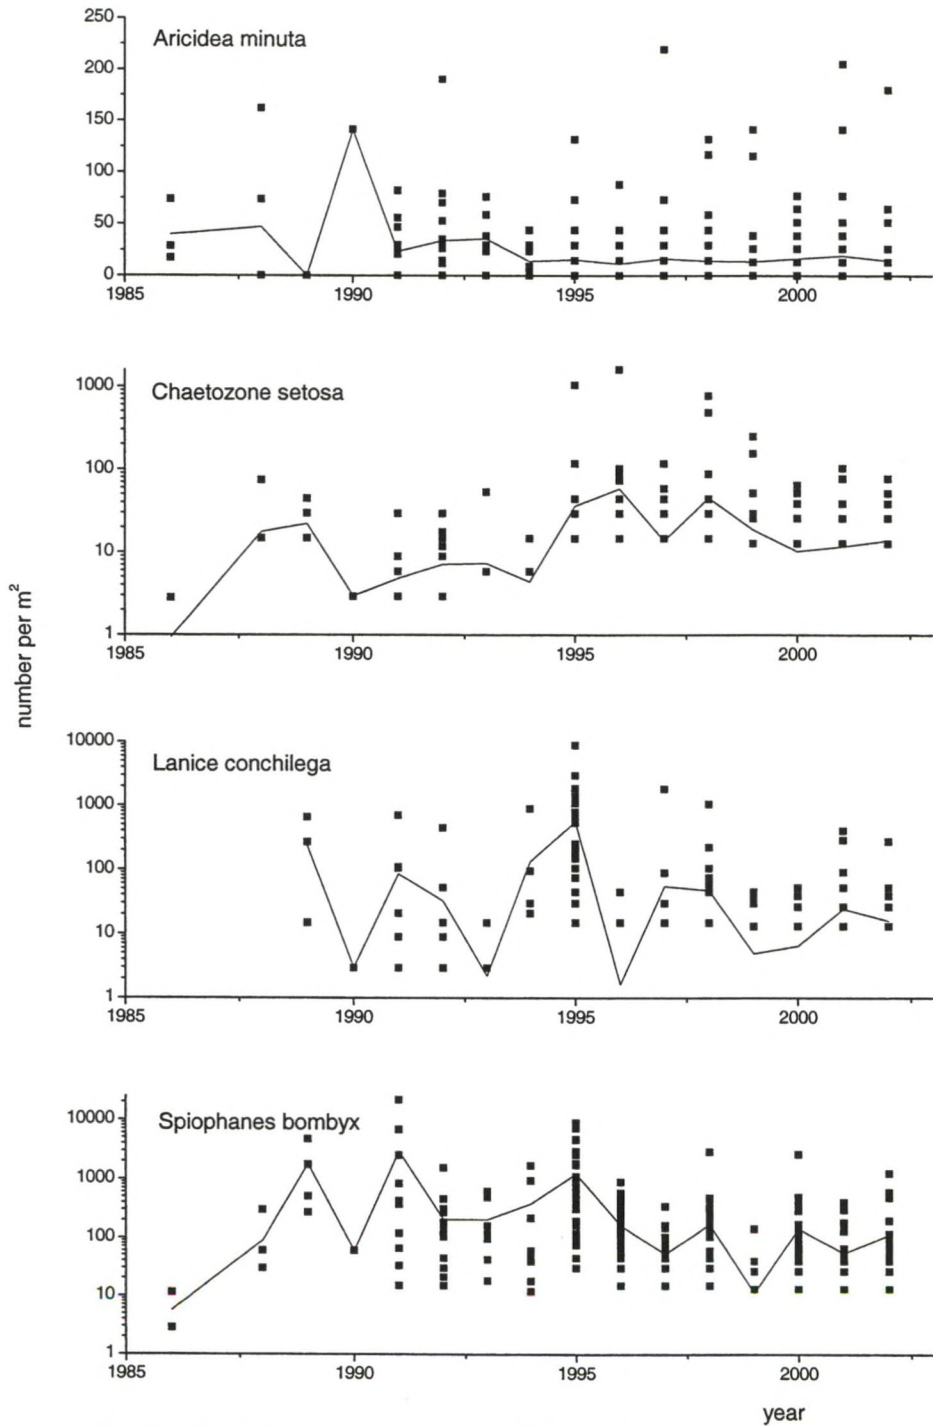 250
Aricidea minuta
200
150
100
50
0
1985 1990 1995 2000
Chaetozone setosa
1000
100
10
1
1985 1990 1995 2000
number per m²
10000
Lanice conchilega
1000
100
10
1
1985 1990 1995 2000
Spiophanes bombyx
10000
1000
100
10
1
1985 1990 1995 2000
year